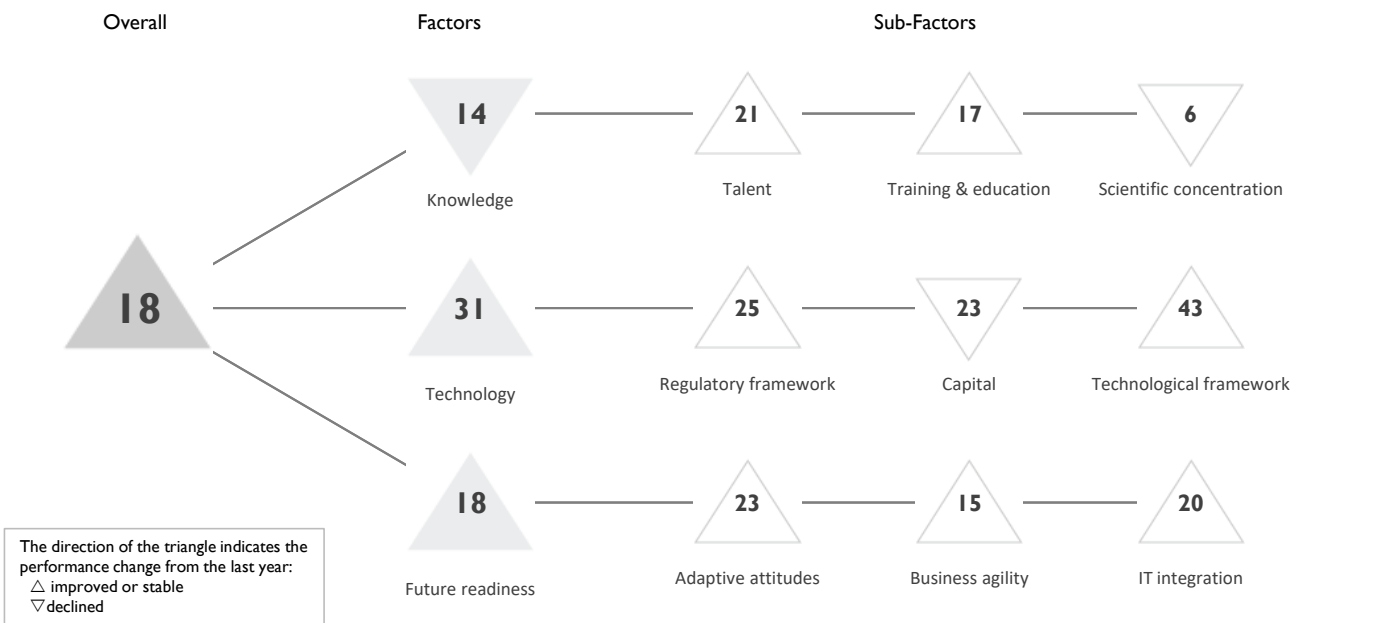 Overall
Factors
Sub-Factors
14
21
17
6
Knowledge
Talent
Training & education
Scientific concentration
18
31
25
23
43
Technology
Regulatory framework
Capital
Technological framework
18
23
15
20
Future readiness
Adaptive attitudes
Business agility
IT integration
The direction of the triangle indicates the
performance change from the last year:
△ improved or stable
▽ declined